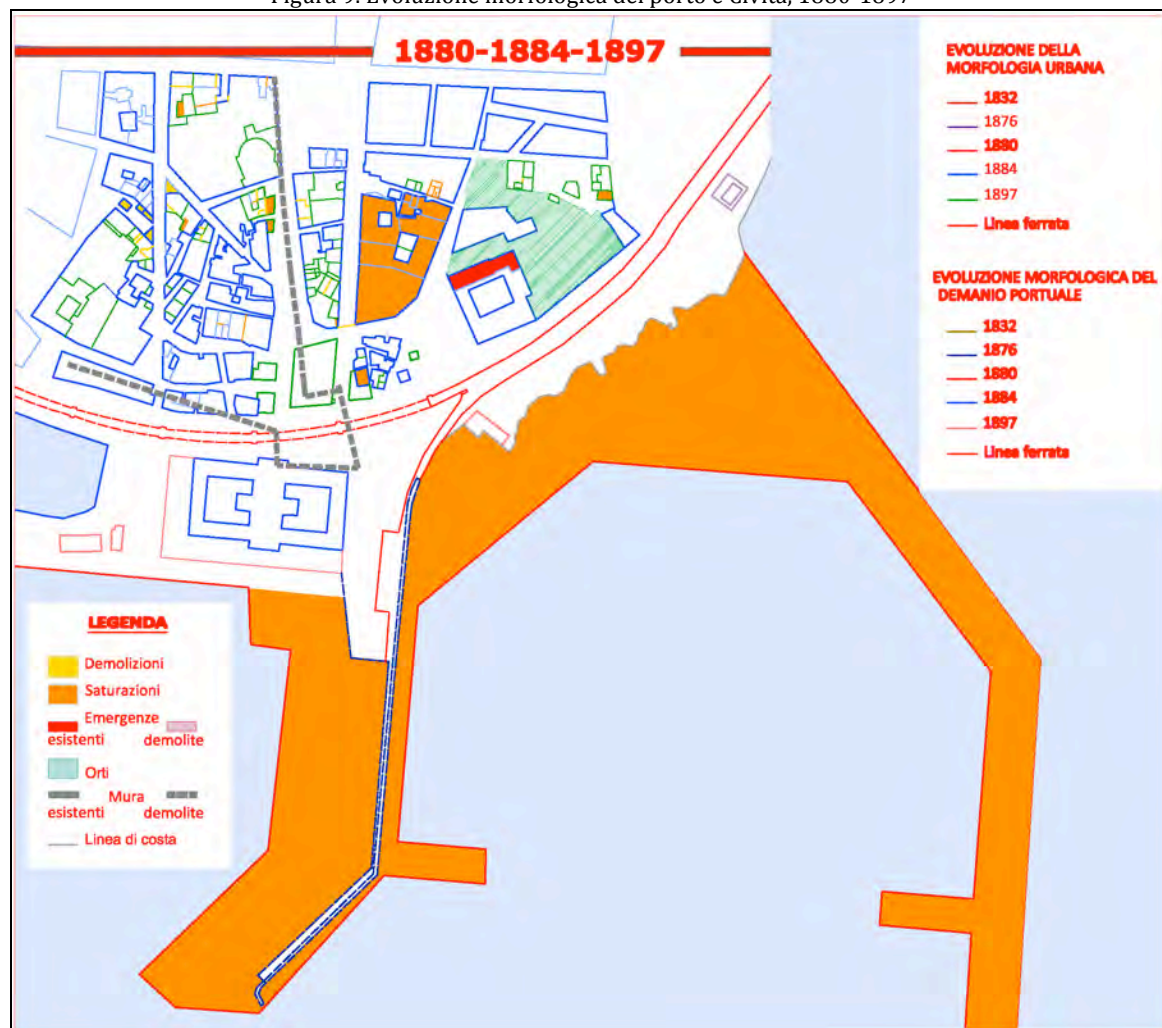 Figura 9. Evoluzione morfologica del porto e Civita, 1880-1897
1880-1884-1897
EVOLUZIONE DELLA
MORFOLOGIA URBANA
1832
1876
1880
1884
1897
Linea ferrata
EVOLUZIONE MORFOLOGICA DEL
DEMANIO PORTUALE
1832
1876
1880
1884
1897
Linea ferrata
LEGENDA
Demolizioni
Saturazioni
Emergenze
esistenti demolite
Orti
Mura
esistenti demolite
Linea di costa